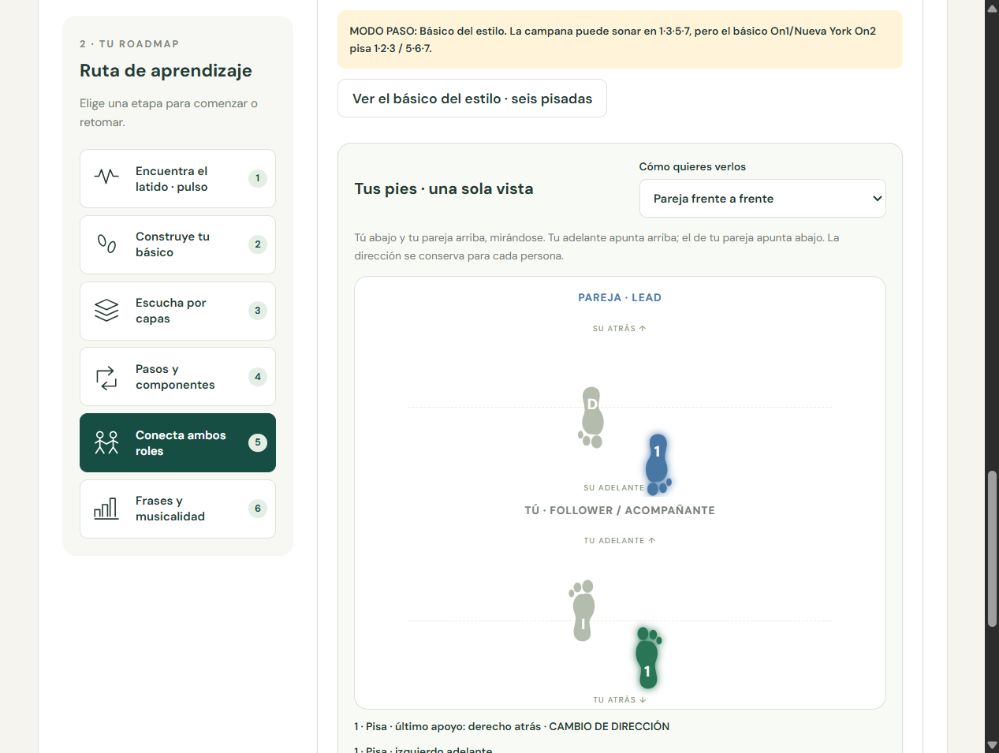 2 · TU ROADMAP
Ruta de aprendizaje
Elige una etapa para comenzar o
retomar.
Encuentra el
latido · pulso
1
Construye tu
básico
2
Escucha por
capas
3
Pasos y
componentes
4
Conecta ambos
roles
5
Frases y
musicalidad
6
MODO PASO: Básico del estilo. La campana puede sonar en 1·3·5·7, pero el básico On1/Nueva York On2
pisa 1·2·3 / 5·6·7.
Ver el básico del estilo · seis pisadas
Tus pies · una sola vista
Cómo quieres verlos
Pareja frente a frente
Tú abajo y tu pareja arriba, mirándose. Tu adelante apunta arriba; el de tu pareja apunta abajo. La
dirección se conserva para cada persona.
PAREJA · LEAD
SU ATRÁS ↑
D
1
SU ADELANTE
TÚ · FOLLOWER / ACOMPAÑANTE
TU ADELANTE ↑
I
1
TU ATRÁS ↓
1 · Pisa · último apoyo: derecho atrás · CAMBIO DE DIRECCIÓN
1 · Pisa · izquierdo adelante